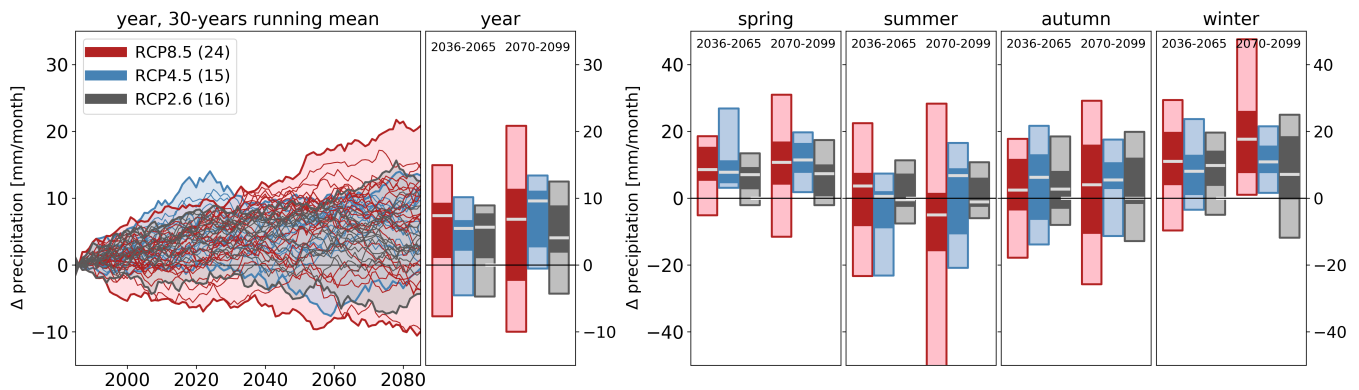 year, 30-years running mean
year
spring
summer
autumn
winter
RCP8.5 (24)
RCP4.5 (15)
RCP2.6 (16)
2036-2065 2070-2099
2036-2065 2070-2099
2036-2065 2070-2099
2036-2065 2070-2099
2036-2065 2070-2099
Δ precipitation [mm/month]
30
20
10
0
−10
2000 2020 2040 2060 2080
30
20
10
0
−10
Δ precipitation [mm/month]
40
20
0
−20
−40
40
20
0
−20
−40